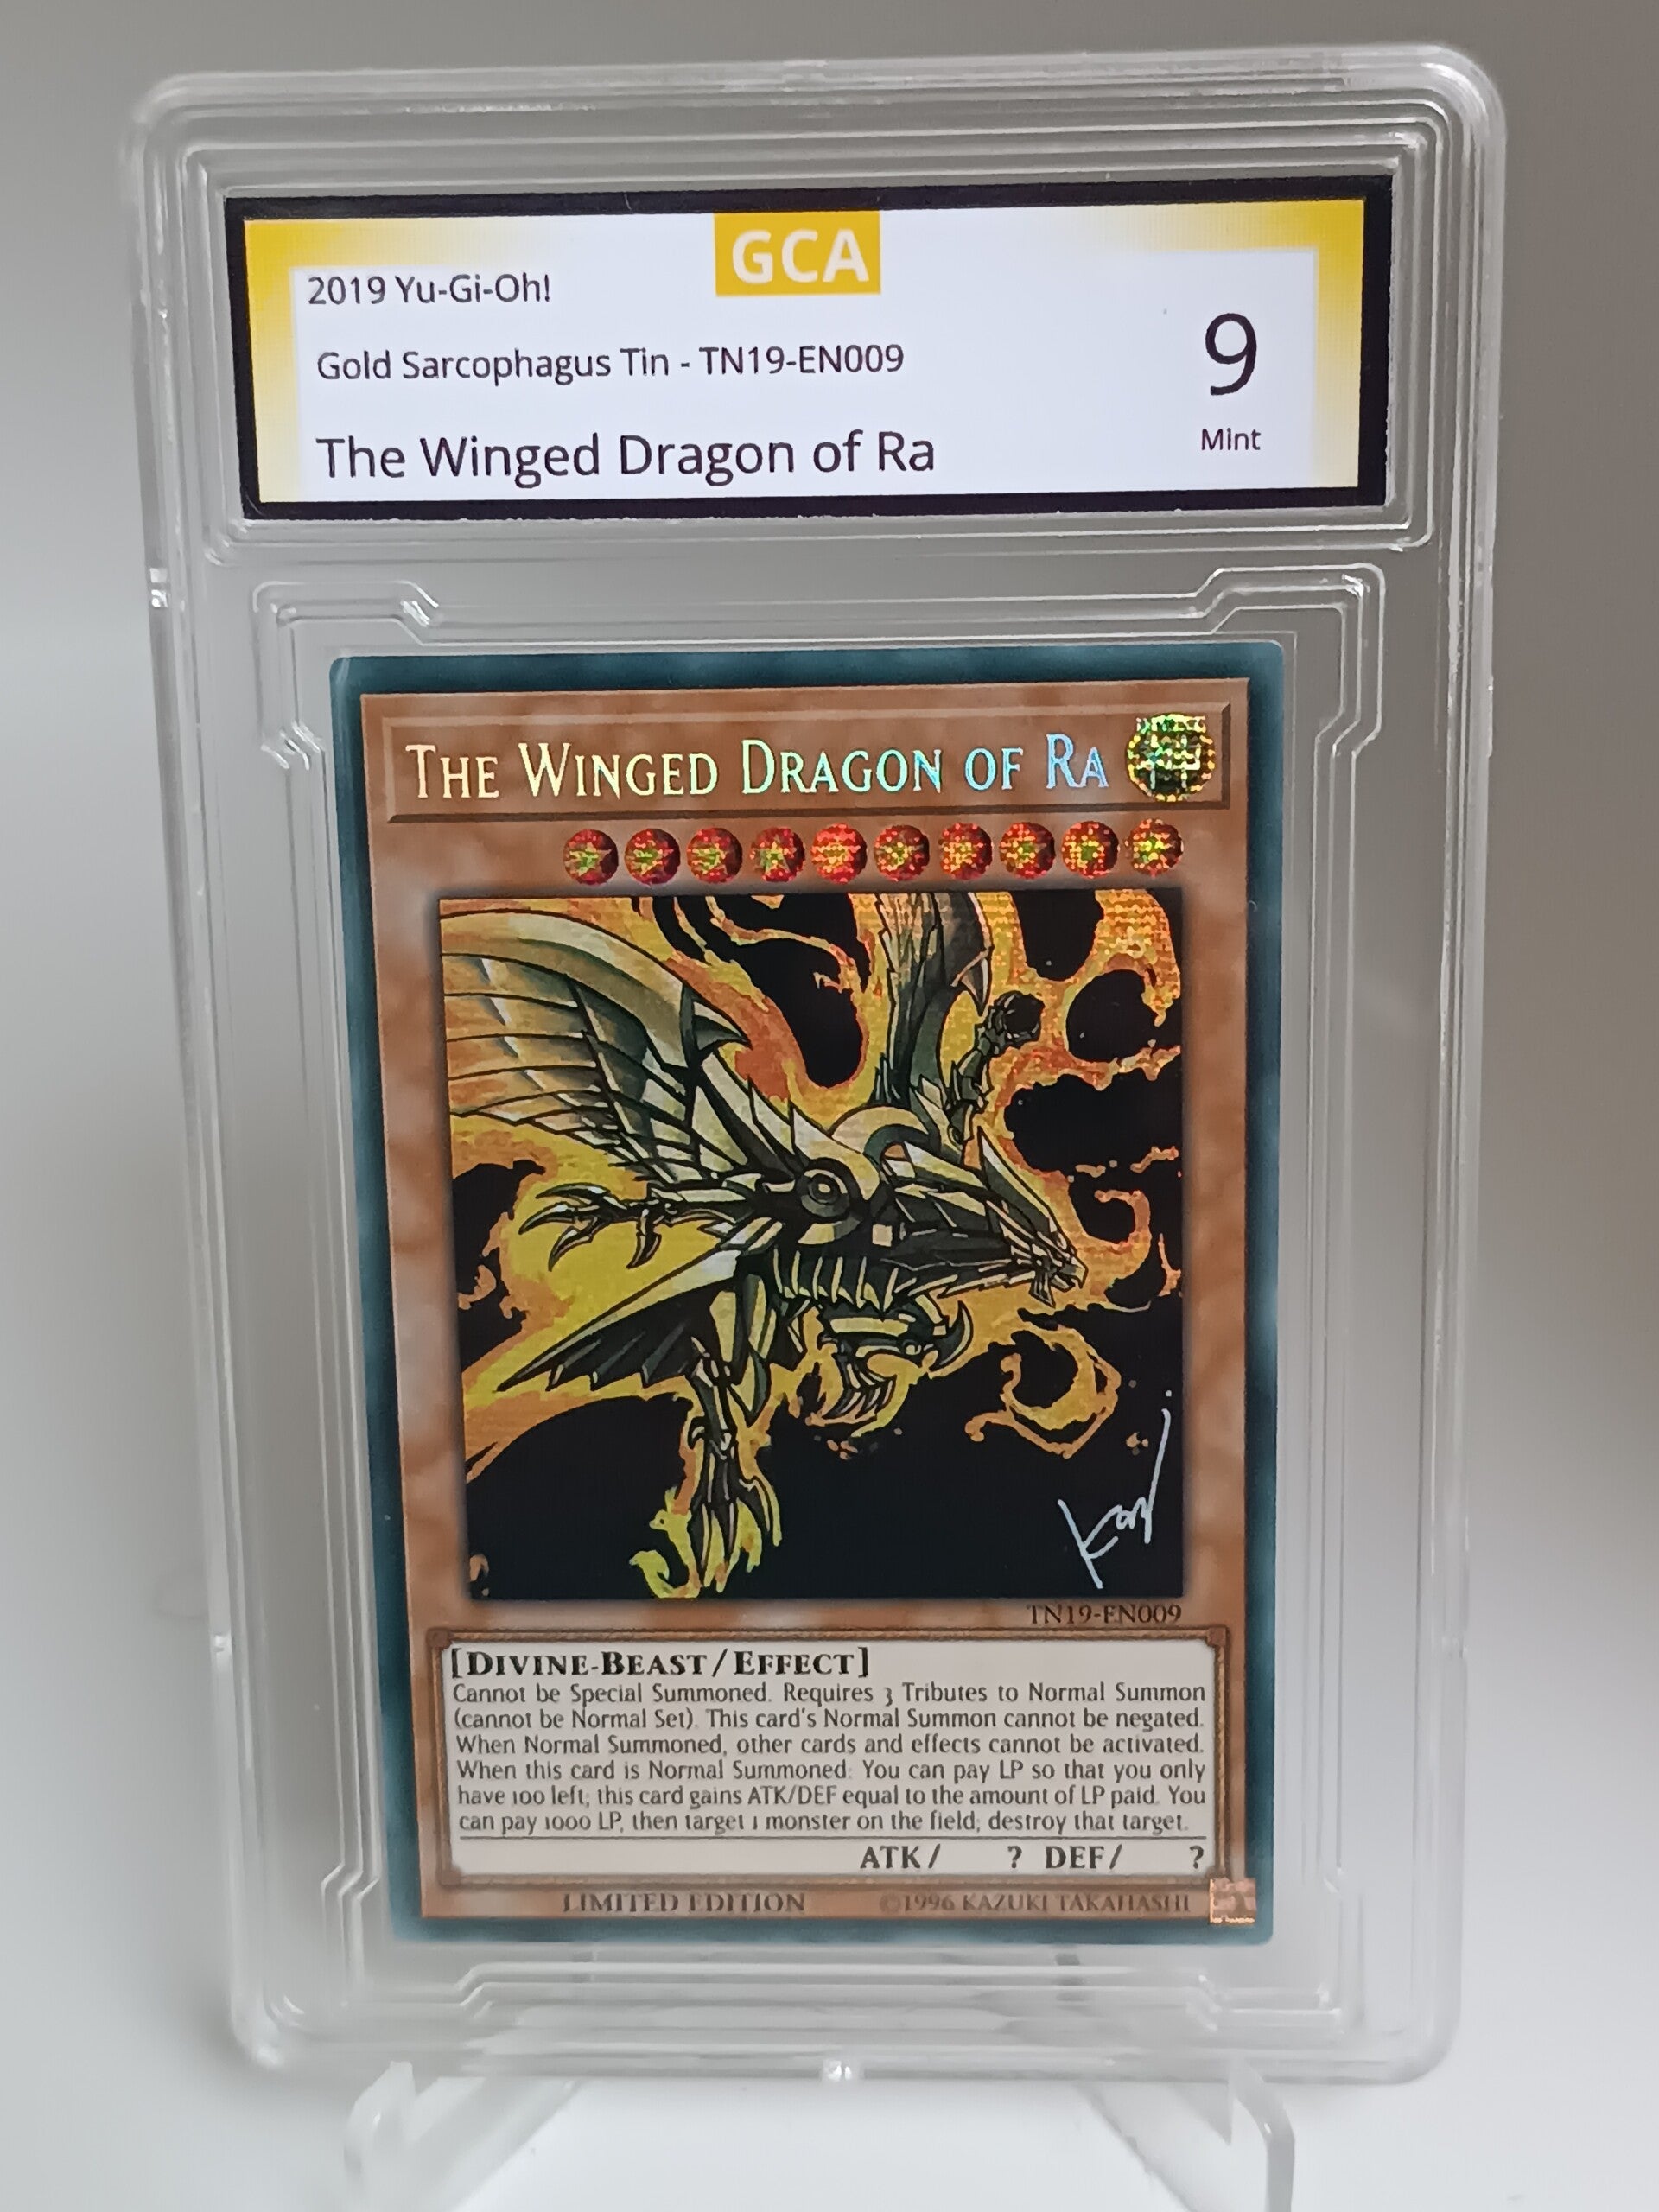 GCA
2019 Yu-Gi-Oh!
Gold Sarcophagus Tin - TN19-EN009
9
The Winged Dragon of Ra
Mint
THE WINGED DRAGON OF RA
TN19-EN009
[DIVINE-BEAST/EFFECT]
Cannot be Special Summoned. Requires 3 Tributes to Normal Summon
(cannot be Normal Set). This card's Normal Summon cannot be negated.
When Normal Summoned, other cards and effects cannot be activated.
When this card is Normal Summoned: You can pay LP so that you only
have 100 left; this card gains ATK/DEF equal to the amount of LP paid. You
can pay 1000 LP, then target 1 monster on the field; destroy that target.
ATK/ ? DEF/ ?
LIMITED EDITION ©1996 KAZUKI TAKAHASHI